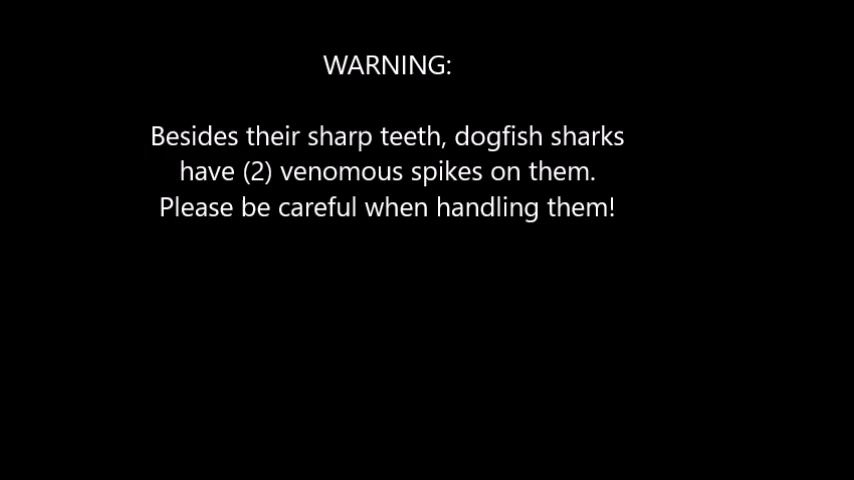 WARNING:
Besides their sharp teeth, dogfish sharks
have (2) venomous spikes on them.
Please be careful when handling them!